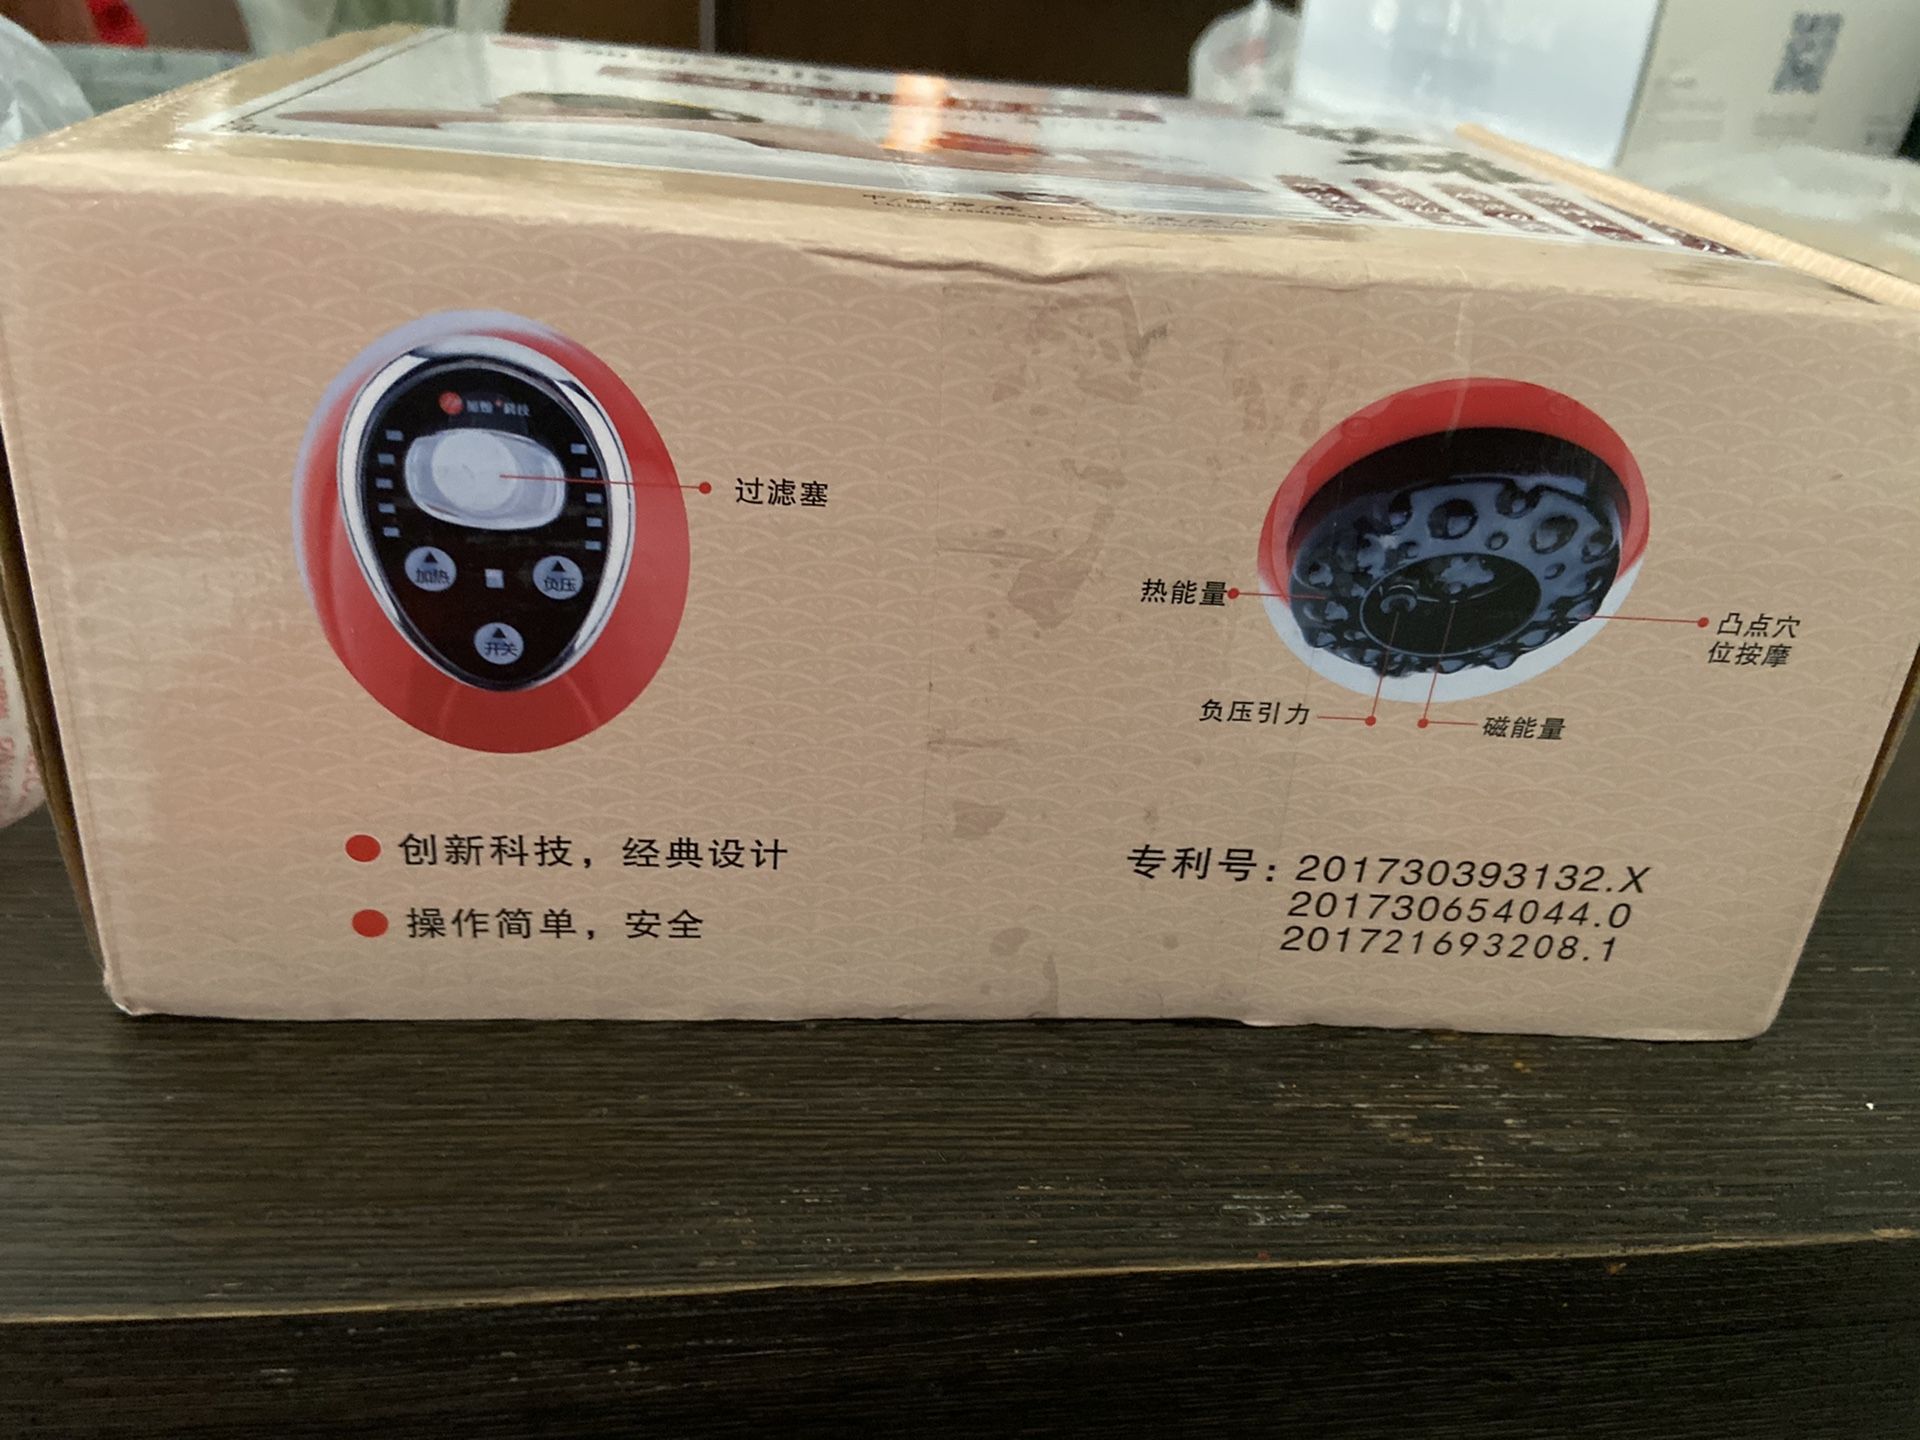 过滤塞
加热
负压
开关
热能量
凸点穴
位按摩
负压引力
磁能量
创新科技，经典设计
操作简单，安全
专利号：201730393132.X
201730654044.0
201721693208.1